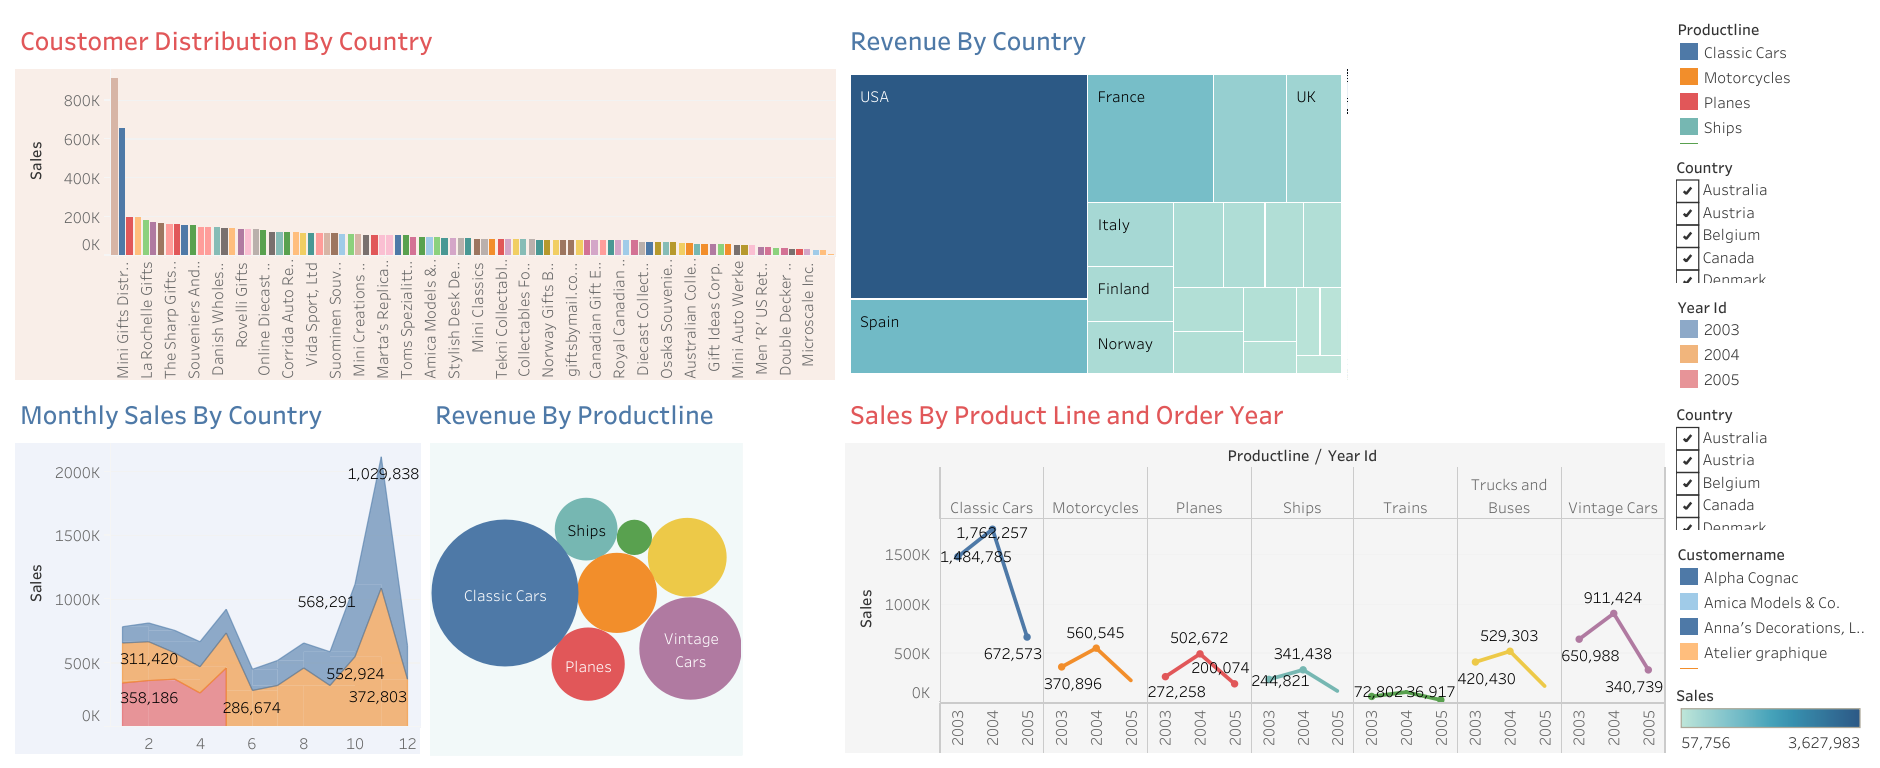 Coustomer Distribution By Country
Sales
800K
600K
400K
200K
0K
Mini Gifts Distr..
La Rochelle Gifts
The Sharp Gifts..
Souveniers And..
Danish Wholes..
Rovelli Gifts
Online Diecast ..
Corrida Auto Re..
Vida Sport, Ltd
Suominen Souv..
Mini Creations ..
Marta's Replica..
Toms Spezialitt..
Amica Models &..
Stylish Desk De..
Mini Classics
Tekni Collectabl..
Collectables Fo..
Norway Gifts B..
giftsbymail.co...
Canadian Gift E..
Royal Canadian ..
Diecast Collect..
Osaka Souvenie..
Australian Colle..
Gift Ideas Corp.
Mini Auto Werke
Men 'R' US Ret..
Double Decker ..
Microscale Inc.
Revenue By Country
USA
France
UK
Italy
Finland
Spain
Norway
Monthly Sales By Country
Sales
2000K
1500K
1000K
500K
0K
1,029,838
568,291
311,420
552,924
358,186
286,674
372,803
2 4 6 8 10 12
Revenue By Productline
Ships
Classic Cars
Planes
Vintage
Cars
Sales By Product Line and Order Year
Productline / Year Id
Classic Cars
Motorcycles
Planes
Ships
Trains
Trucks and
Buses
Vintage Cars
Sales
1500K
1000K
500K
0K
1,762,257
1,484,785
672,573
560,545
370,896
502,672
272,258
200,074
341,438
244,821
72,802
36,917
529,303
420,430
911,424
650,988
340,739
2003 2004 2005 2003 2004 2005 2003 2004 2005 2003 2004 2005 2003 2004 2005 2003 2004 2005 2003 2004 2005
Productline
Classic Cars
Motorcycles
Planes
Ships
Country
Australia
Austria
Belgium
Canada
Denmark
Year Id
2003
2004
2005
Country
Australia
Austria
Belgium
Canada
Denmark
Customername
Alpha Cognac
Amica Models & Co.
Anna's Decorations, L..
Atelier graphique
Sales
57,756 3,627,983